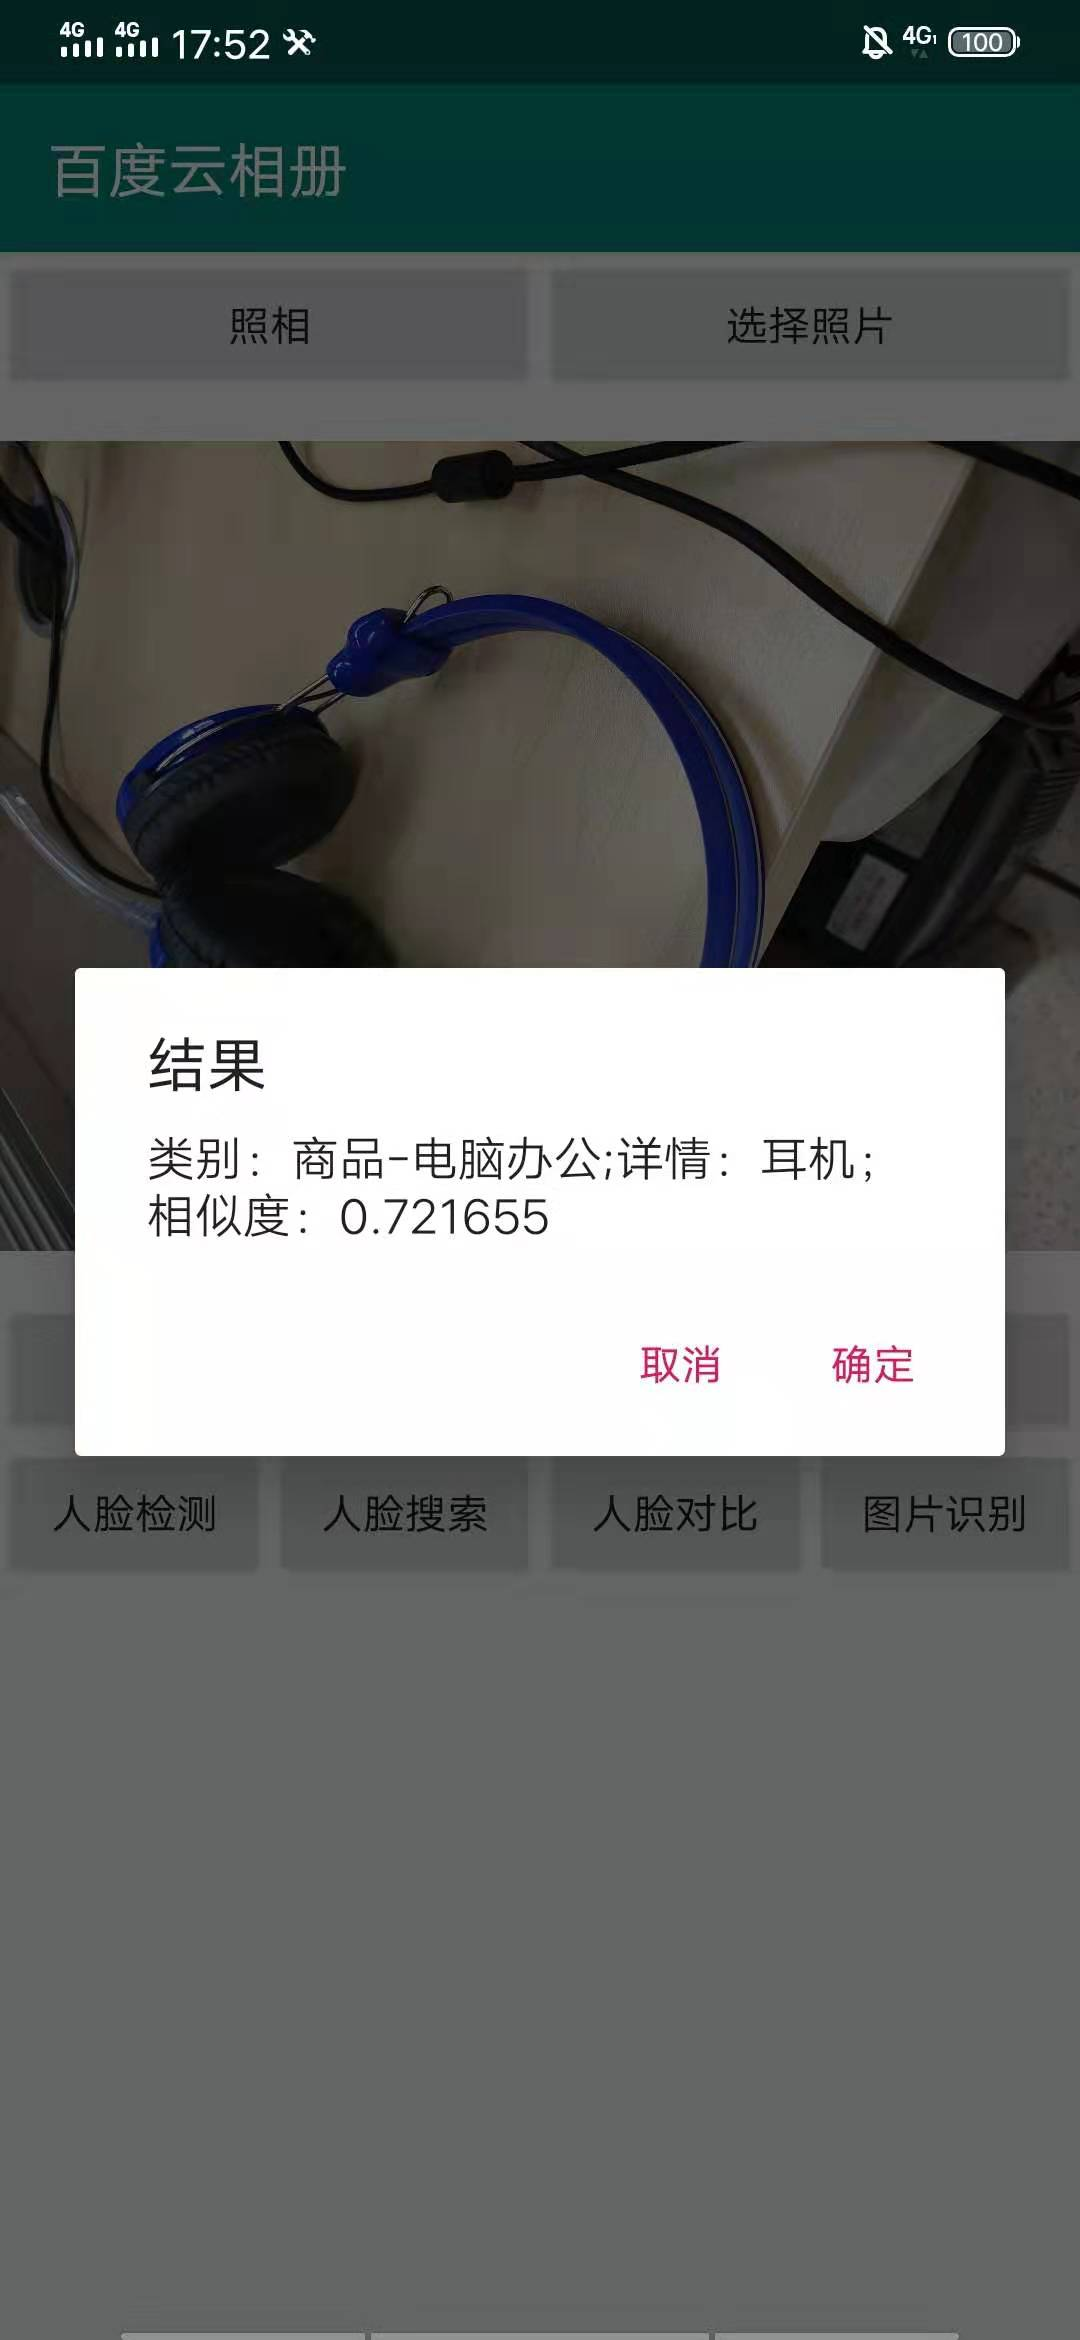 4G 4G 17:52 4G1 100
百度云相册
照相 选择照片
结果
类别：商品-电脑办公;详情：耳机；
相似度：0.721655
取消 确定
人脸检测 人脸搜索 人脸对比 图片识别